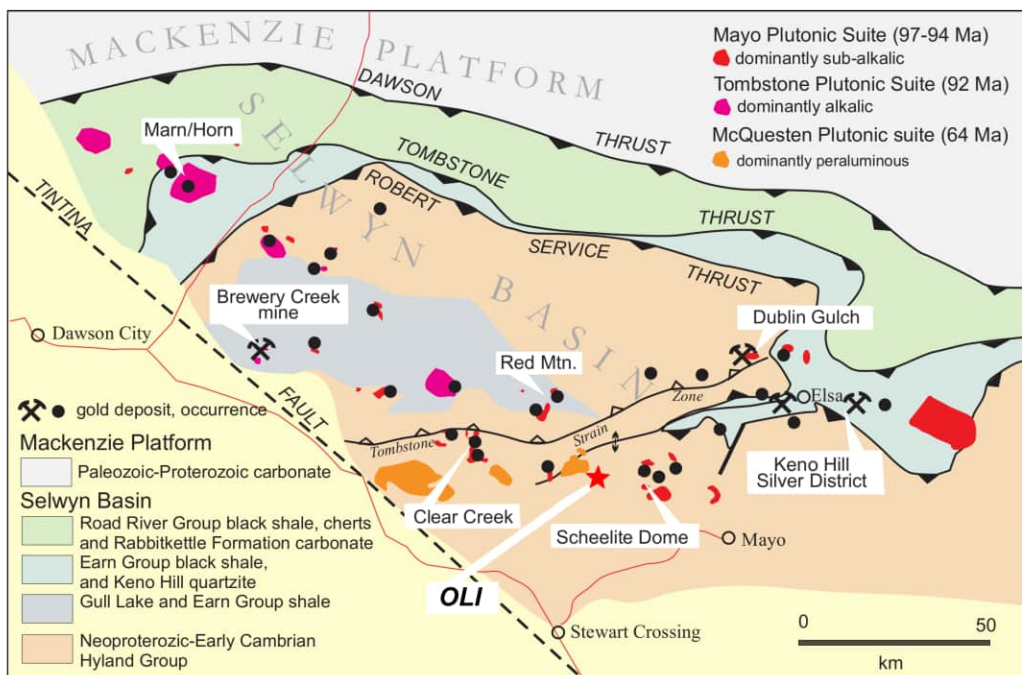 MACKENZIE PLATFORM
DAWSON
THRUST
Mayo Plutonic Suite (97-94 Ma)
dominantly sub-alkalic
Tombstone Plutonic Suite (92 Ma)
dominantly alkalic
McQuesten Plutonic suite (64 Ma)
dominantly peraluminous
SELWYN BASIN
Marn/Horn
TOMBSTONE
THRUST
ROBERT
SERVICE
THRUST
TINTINA
FAULT
Brewery Creek
mine
Dawson City
Dublin Gulch
Red Mtn.
Elsa
Tombstone
Strain
Zone
gold deposit, occurrence
Mackenzie Platform
Paleozoic-Proterozoic carbonate
Selwyn Basin
Road River Group black shale, cherts
and Rabbitkettle Formation carbonate
Earn Group black shale,
and Keno Hill quartzite
Gull Lake and Earn Group shale
Neoproterozic-Early Cambrian
Hyland Group
Keno Hill
Silver District
Clear Creek
Scheelite Dome
Mayo
OLI
Stewart Crossing
0 50
km